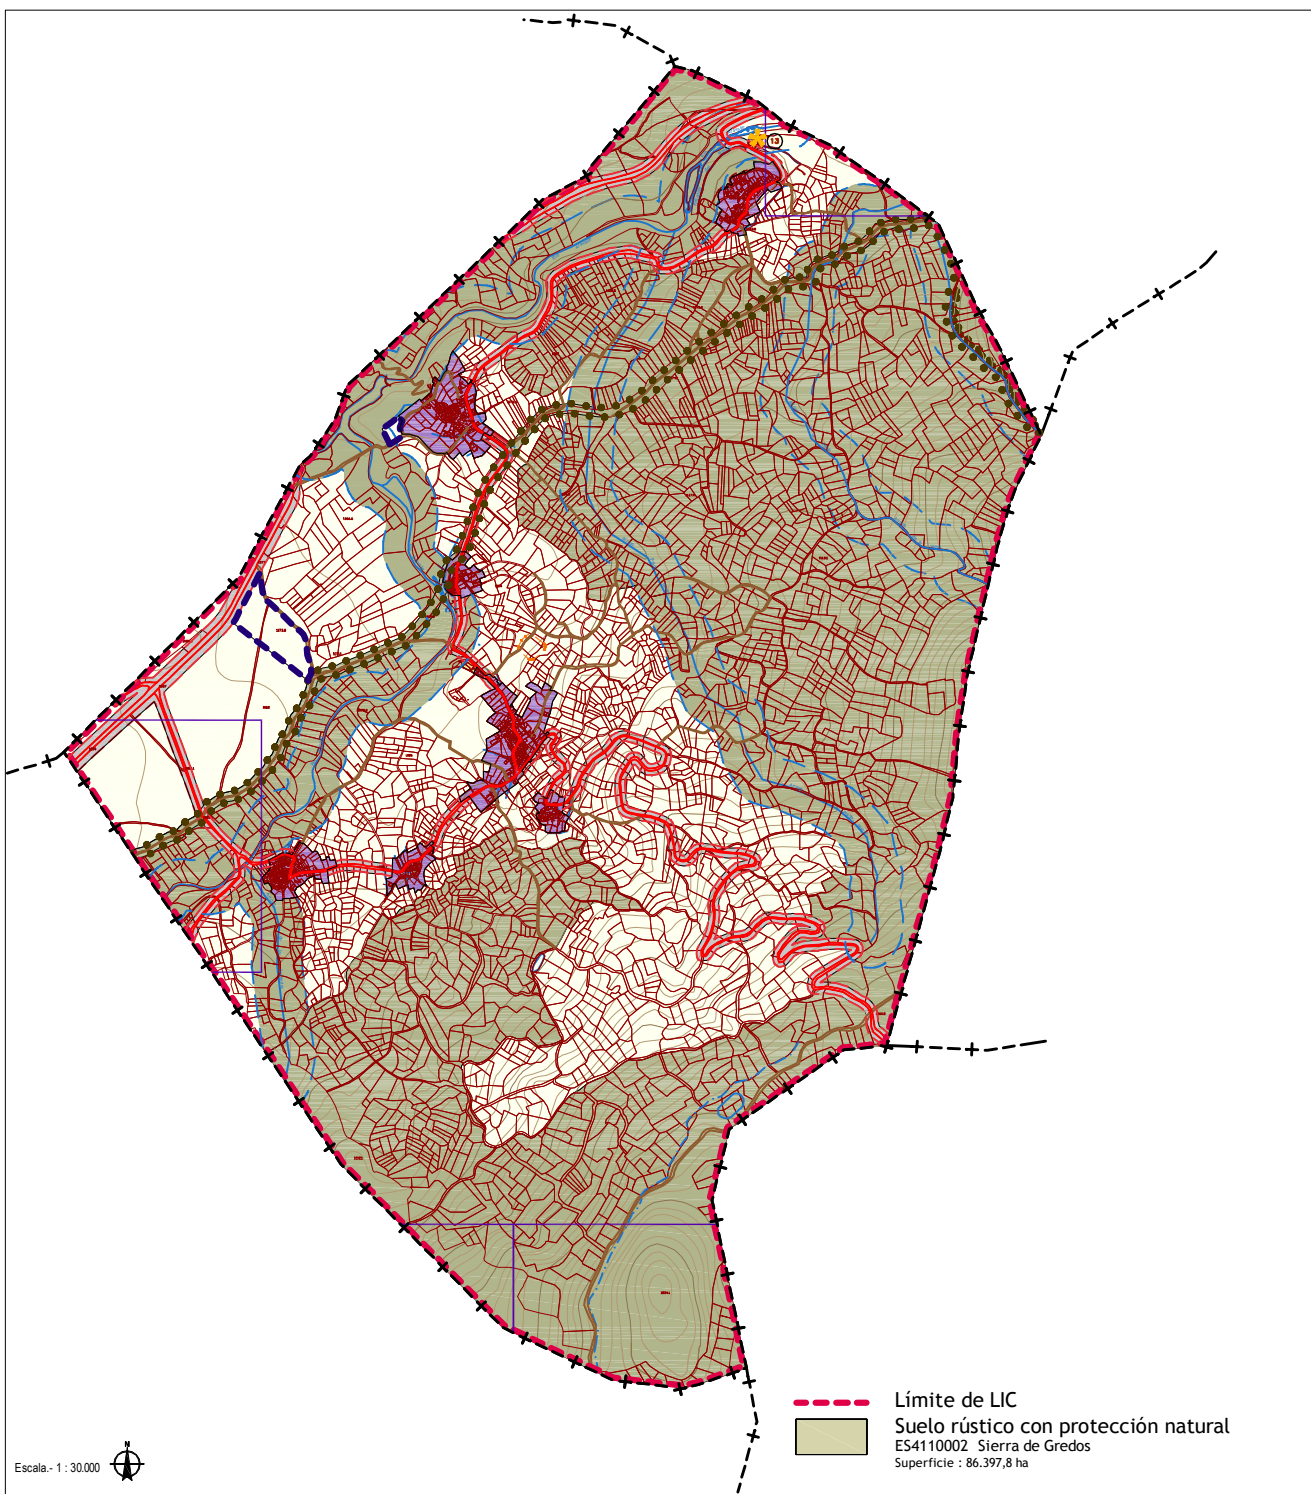 13
Límite de LIC
Suelo rústico con protección natural
ES4110002 Sierra de Gredos
Superficie : 86.397,8 ha
N
Escala.- 1 : 30.000